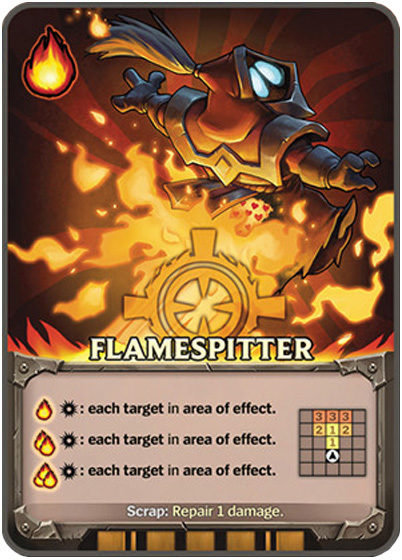 FLAMESPITTER
: each target in area of effect.
: each target in area of effect.
: each target in area of effect.
3 3 3
2 1 2
1
Scrap: Repair 1 damage.